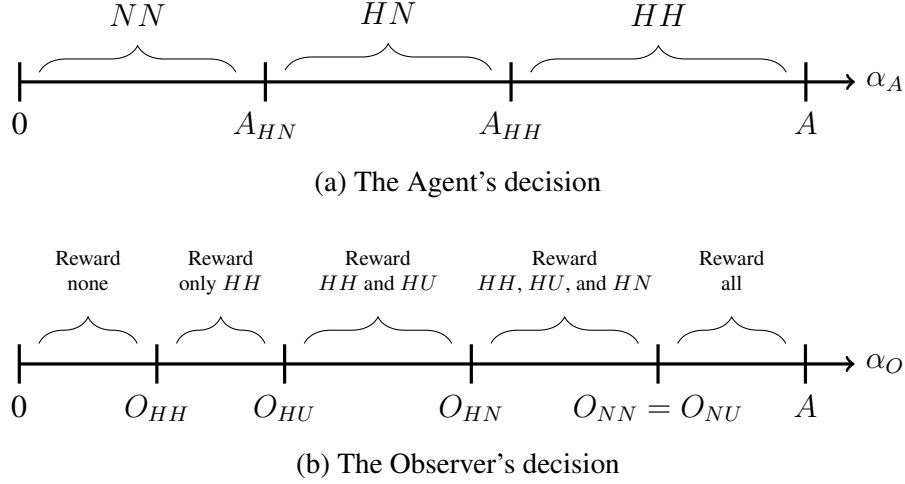 NN HN HH
α_A
0 A_{HN} A_{HH} A
(a) The Agent's decision
Reward Reward Reward Reward Reward
none only HH HH and HU HH, HU, and HN all
α_O
0 O_{HH} O_{HU} O_{HN} O_{NN} = O_{NU} A
(b) The Observer's decision